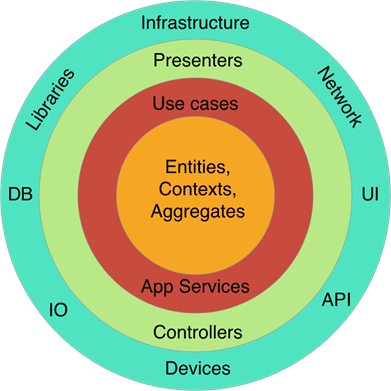 Infrastructure
Presenters
Libraries
Network
Use cases
Entities,
Contexts,
Aggregates
DB
UI
App Services
IO
API
Controllers
Devices